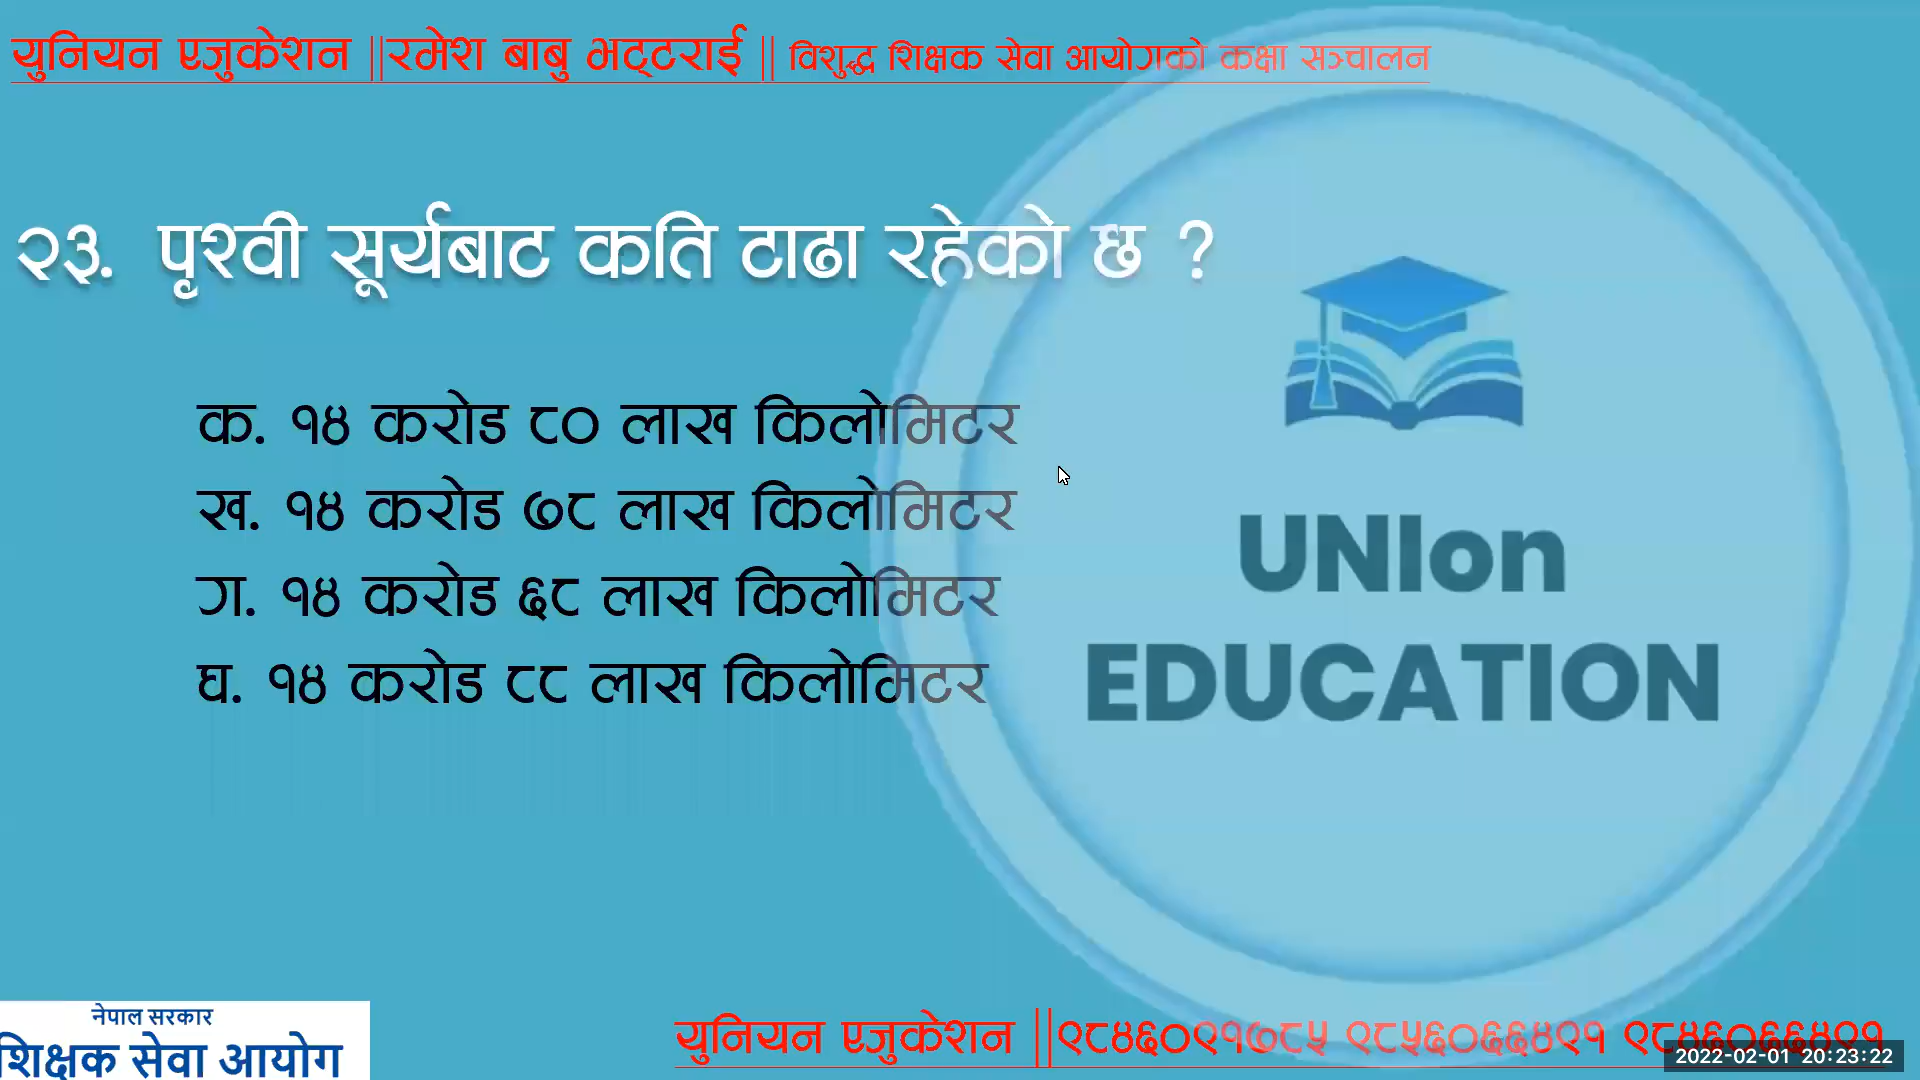 युनियन एजुकेशन ||रमेश बाबु भट्टराई || विशुद्ध शिक्षक सेवा आयोगको कक्षा सञ्चालन
२३. पृथ्वी सूर्यबाट कति टाढा रहेको छ ?
क. १४ करोड ८० लाख किलोमिटर
ख. १४ करोड ७८ लाख किलोमिटर
ग. १४ करोड ६८ लाख किलोमिटर
घ. १४ करोड ८८ लाख किलोमिटर
UNIon
EDUCATION
नेपाल सरकार
शिक्षक सेवा आयोग
युनियन एजुकेशन ||९८४६०९१७८५ ९८५६०६६४९१ ९८४६०६६४९१
2022-02-01 20:23:22